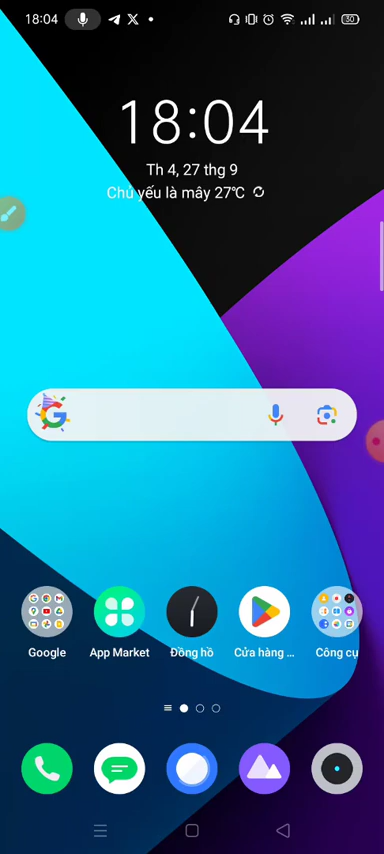 18:04
30
18:04
Th 4, 27 thg 9
Chủ yếu là mây 27°C
Google
App Market
Đồng hồ
Cửa hàng ...
Công cụ